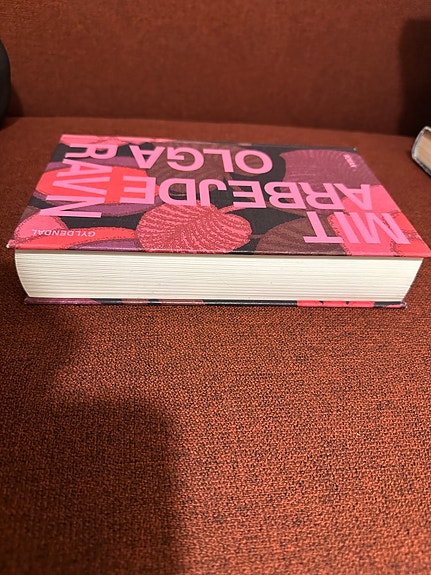 MIT
ARBEJDE
OLGA
RAVN
GYLDENDAL